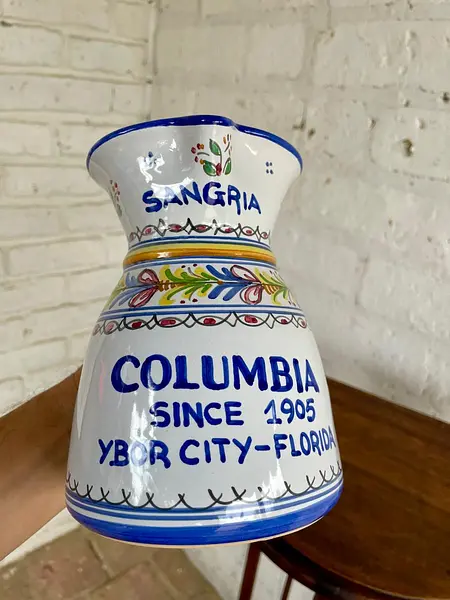 SANGRIA
COLUMBIA
SINCE 1905
YBOR CITY-FLORIDA